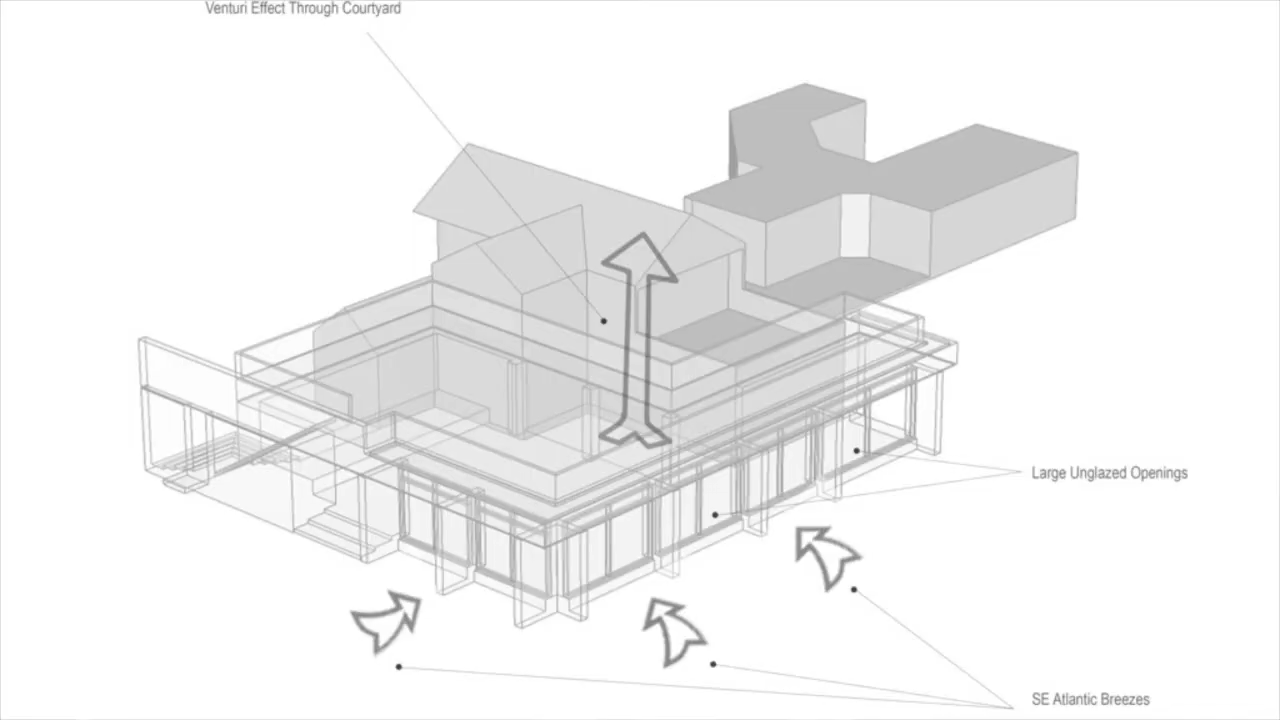 Venturi Effect Through Courtyard
Large Unglazed Openings
SE Atlantic Breezes